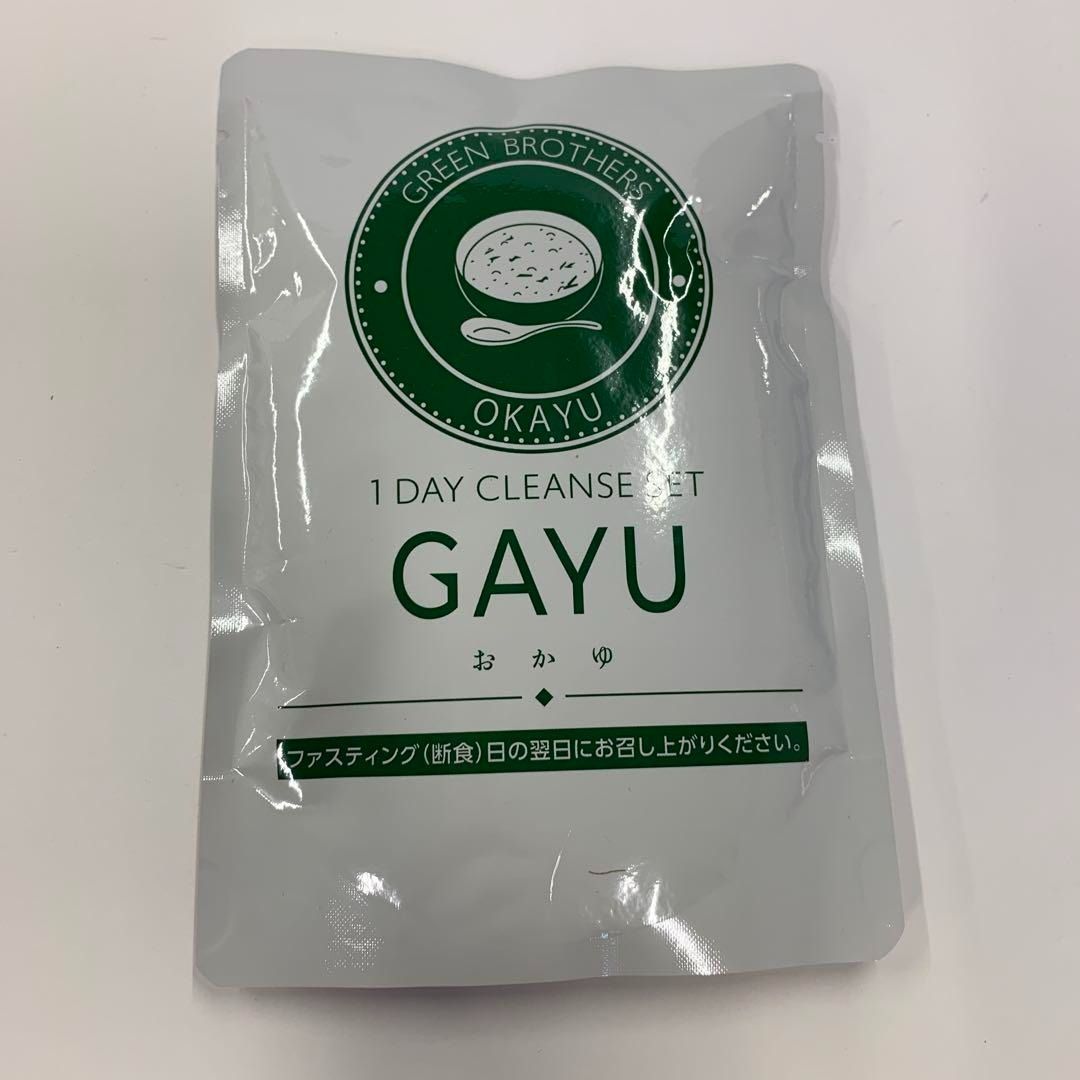 GREEN BROTHERS
OKAYU
1 DAY CLEANSE SET
GAYU
おかゆ
ファスティング(断食)日の翌日にお召し上がりください。